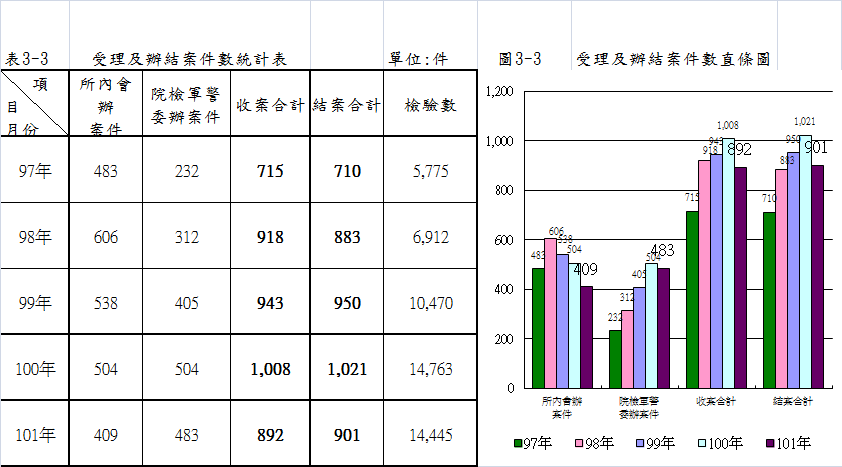 表3-3 受理及辦結案件數統計表 單位:件
項
目
月份
所內會
辦
案件
院檢軍警
委辦案件
收案合計
結案合計
檢驗數
97年 483 232 715 710 5,775
98年 606 312 918 883 6,912
99年 538 405 943 950 10,470
100年 504 504 1,008 1,021 14,763
101年 409 483 892 901 14,445
圖3-3 受理及辦結案件數直條圖
1,200
1,000
800
600
400
200
0
483 606 538 504 409
232 312 405 504 483
715 918 943 1,008 892
710 883 950 1,021 901
所內會辦
案件
院檢軍警
委辦案件
收案合計
結案合計
97年 98年 99年 100年 101年